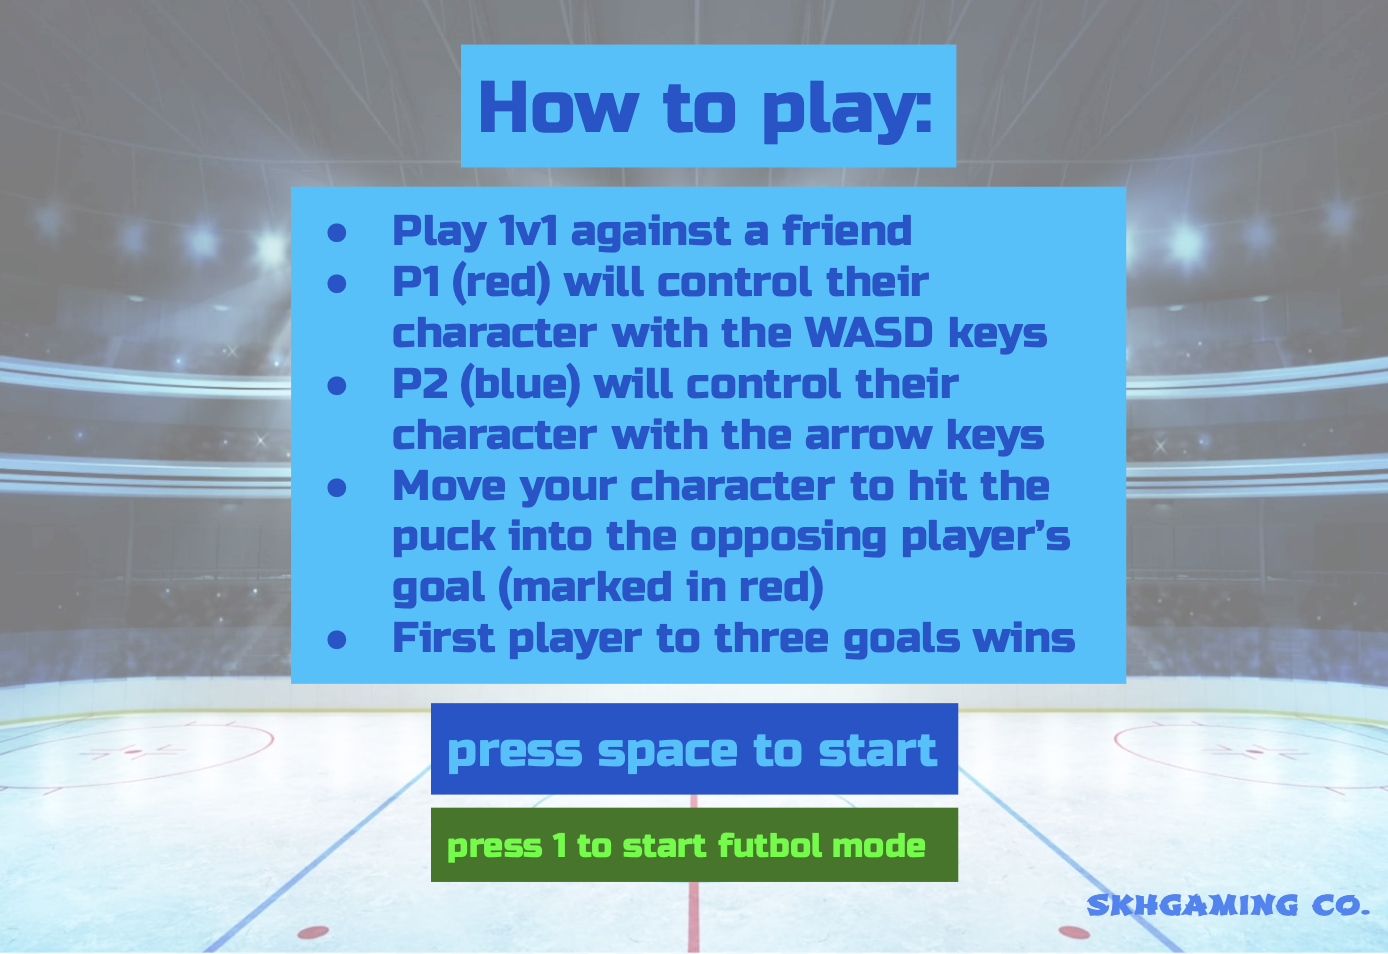 How to play:
● Play 1v1 against a friend
● P1 (red) will control their
character with the WASD keys
● P2 (blue) will control their
character with the arrow keys
● Move your character to hit the
puck into the opposing player’s
goal (marked in red)
● First player to three goals wins
press space to start
press 1 to start futbol mode
SKHGAMING CO.